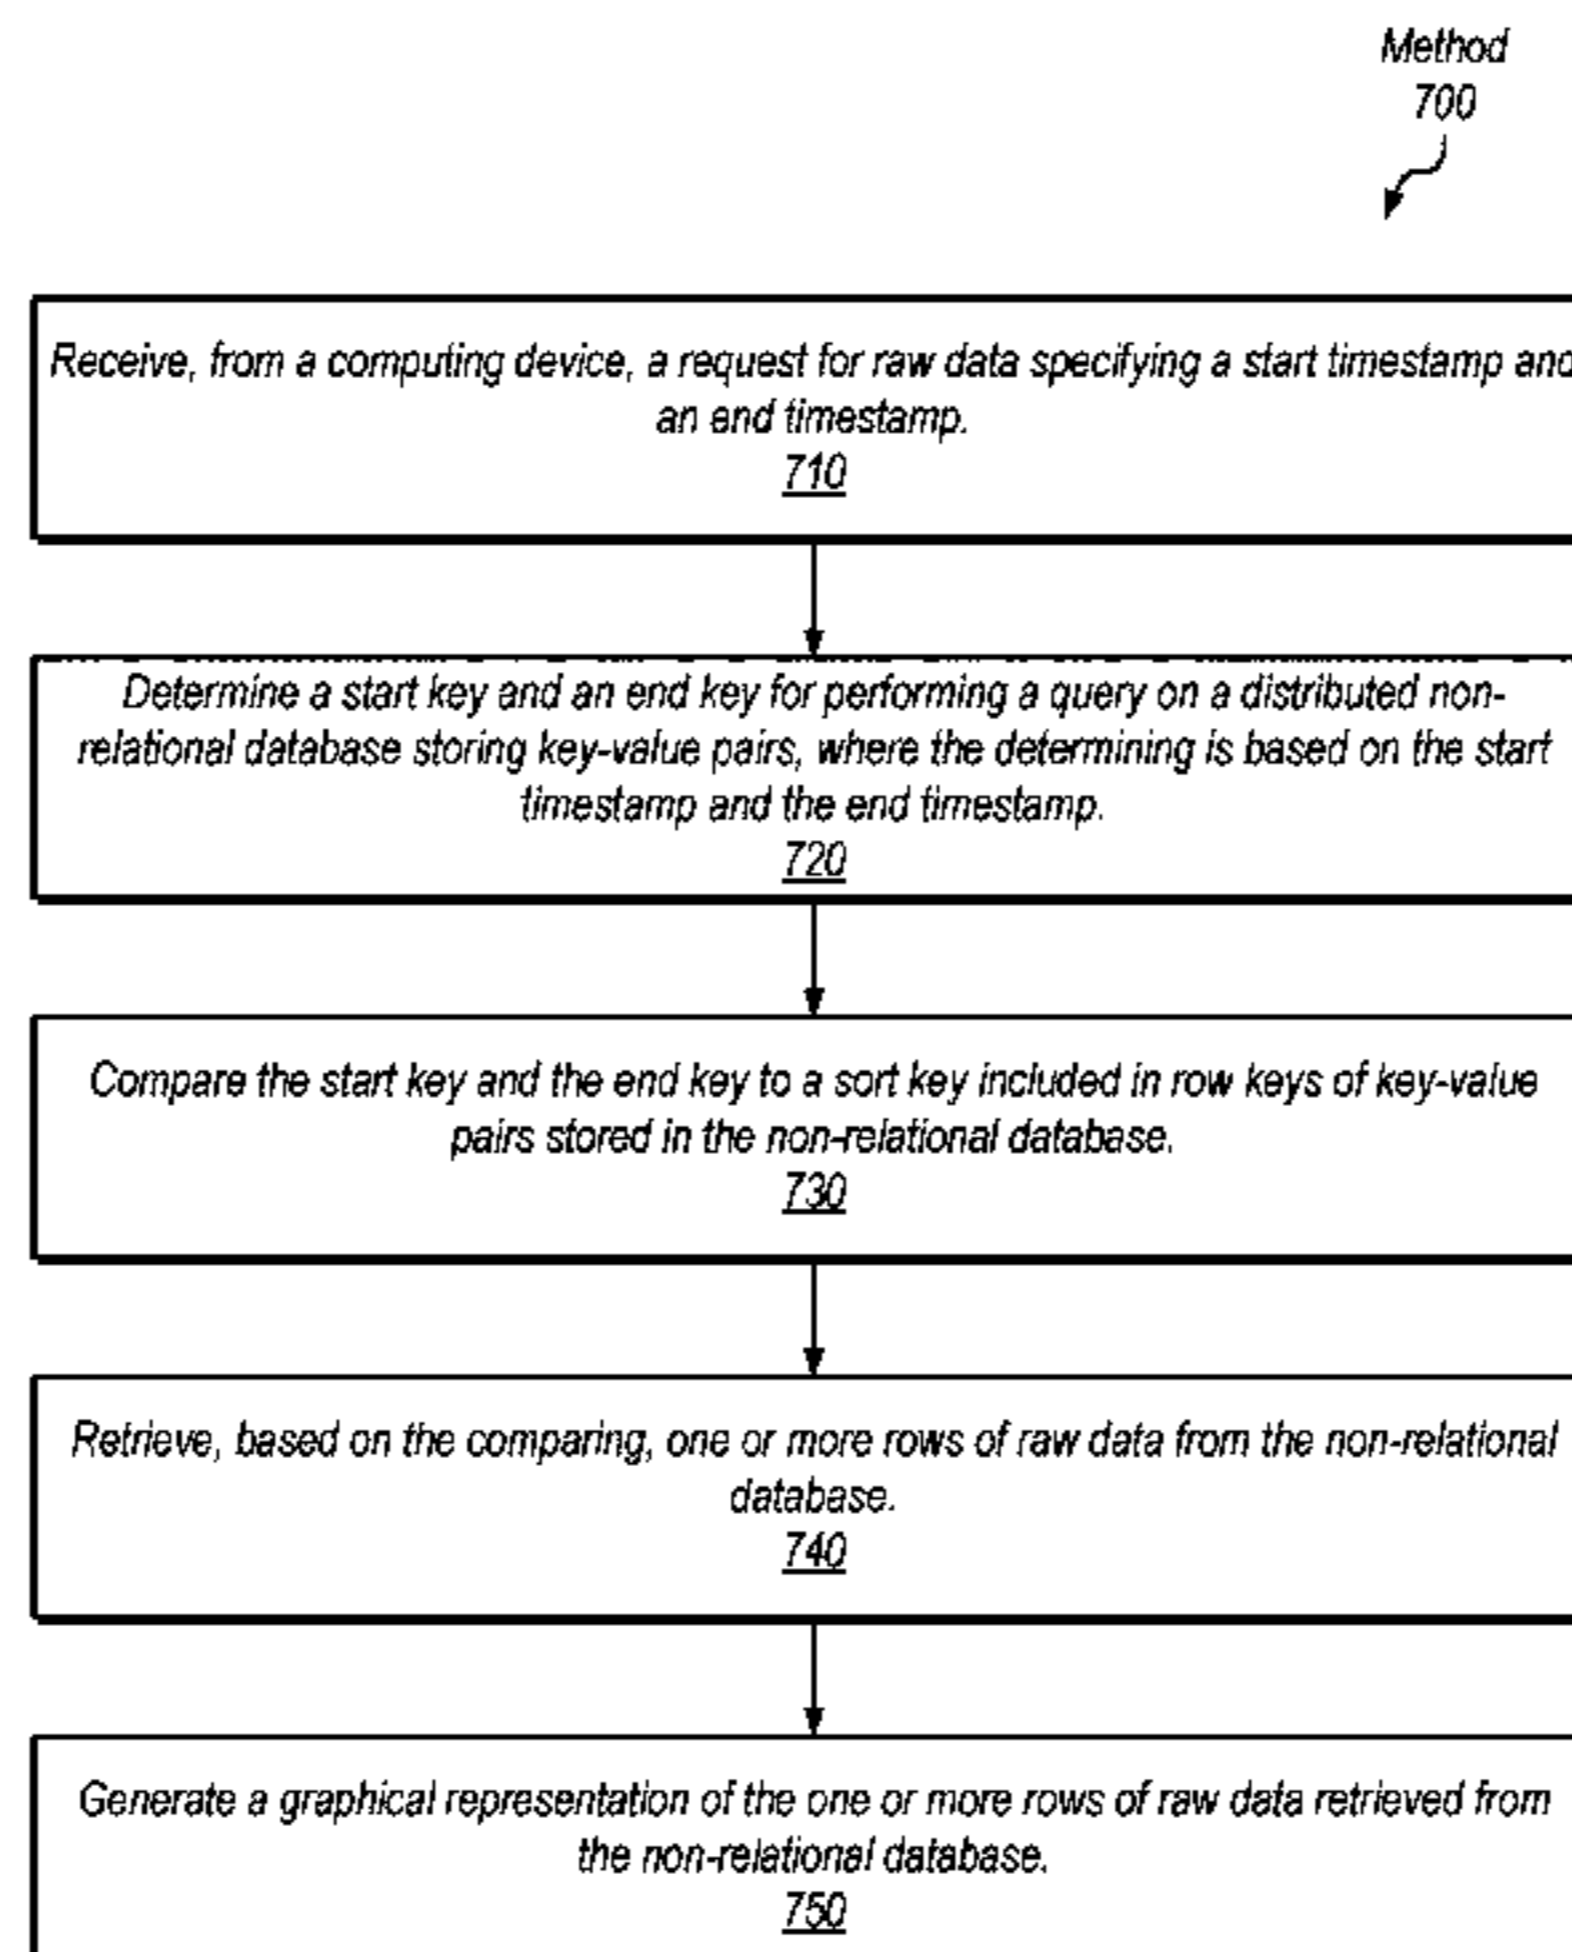 Method
700
Receive, from a computing device, a request for raw data specifying a start timestamp and
an end timestamp.
710
Determine a start key and an end key for performing a query on a distributed non-
relational database storing key-value pairs, where the determining is based on the start
timestamp and the end timestamp.
720
Compare the start key and the end key to a sort key included in row keys of key-value
pairs stored in the non-relational database.
730
Retrieve, based on the comparing, one or more rows of raw data from the non-relational
database.
740
Generate a graphical representation of the one or more rows of raw data retrieved from
the non-relational database.
750